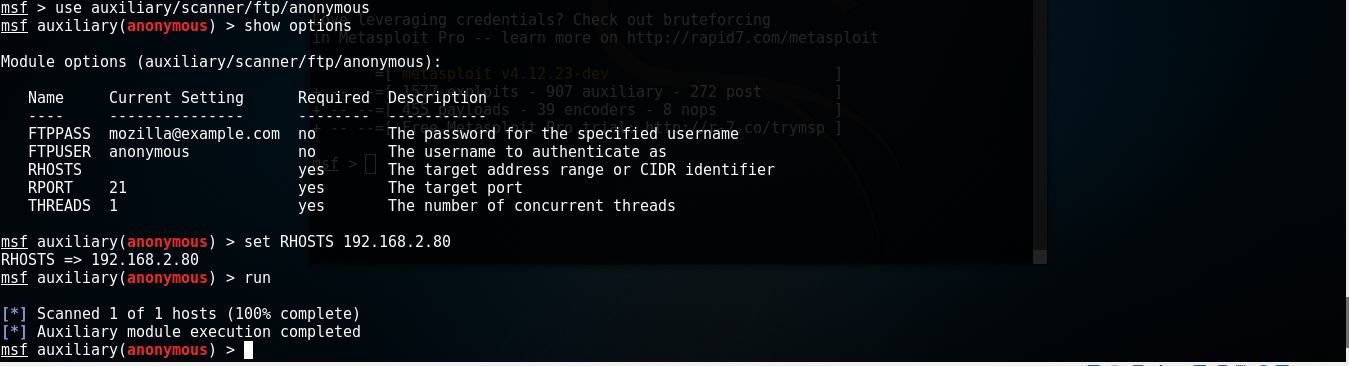 msf > use auxiliary/scanner/ftp/anonymous
leveraging credentials? Check out bruteforcing
msf auxiliary(anonymous) > show options
in Metasploit Pro -- learn more on http://rapid7.com/metasploit
Module options (auxiliary/scanner/ftp/anonymous):
=[ metasploit v4.12.23-dev ]
Name Current Setting Required Description
+ -- --=[ 1577 exploits - 907 auxiliary - 272 post ]
---- --------------- -------- -----------
+ -- --=[ 455 payloads - 39 encoders - 8 nops ]
FTPPASS mozilla@example.com no The password for the specified username
+ -- --=[ Free Metasploit Pro trial: http://r-7.co/trymsp ]
FTPUSER anonymous no The username to authenticate as
msf >
RHOSTS yes The target address range or CIDR identifier
RPORT 21 yes The target port
THREADS 1 yes The number of concurrent threads
msf auxiliary(anonymous) > set RHOSTS 192.168.2.80
RHOSTS => 192.168.2.80
msf auxiliary(anonymous) > run
[*] Scanned 1 of 1 hosts (100% complete)
[*] Auxiliary module execution completed
msf auxiliary(anonymous) >